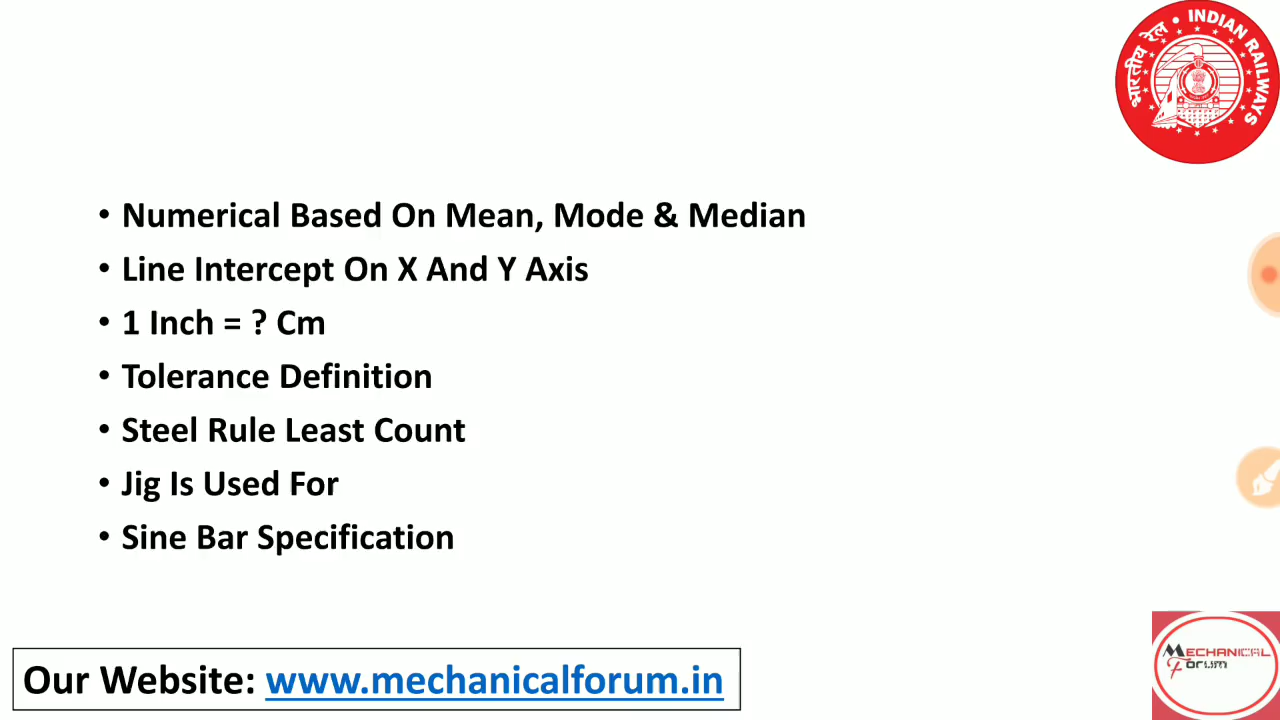 भारतीय रेल • INDIAN RAILWAYS
• Numerical Based On Mean, Mode & Median
• Line Intercept On X And Y Axis
• 1 Inch = ? Cm
• Tolerance Definition
• Steel Rule Least Count
• Jig Is Used For
• Sine Bar Specification
Our Website: www.mechanicalforum.in
MECHANICAL
Forum